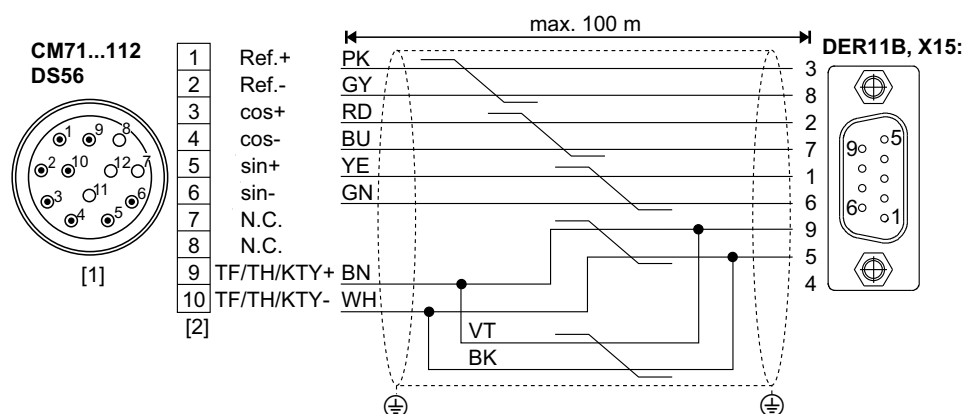 max. 100 m
CM71...112
DS56
DER11B, X15:
1 Ref.+ PK 3
2 Ref.- GY 8
3 cos+ RD 2
4 cos- BU 7
5 sin+ YE 1
6 sin- GN 6
7 N.C. 9
8 N.C. 5
9 TF/TH/KTY+ BN 4
10 TF/TH/KTY- WH
VT
BK
1 9 8
2 10 12 7
11
3 6
4 5
[1]
[2]
5
9
6
1